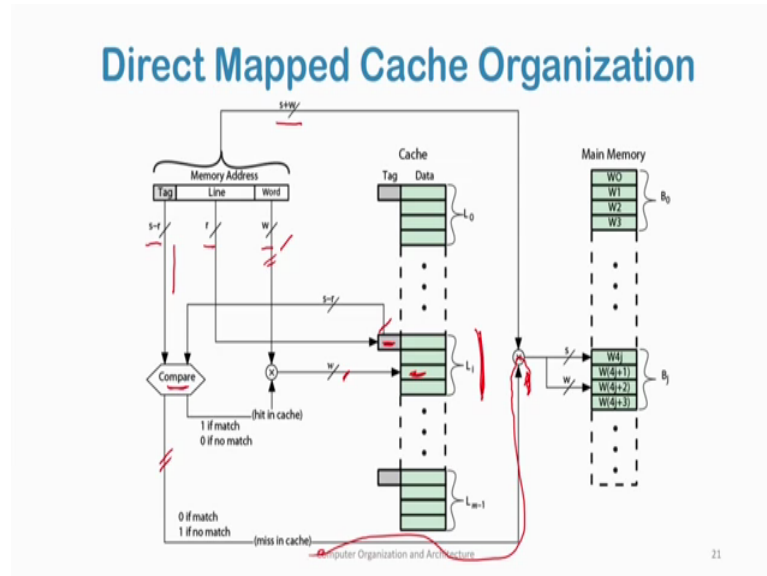 Direct Mapped Cache Organization
s+w
Cache
Main Memory
Memory Address
Tag Data
Tag Line Word
W0
W1
W2
W3
B0
L0
s-r
r
w
s-r
Compare
w
Li
s
w
W4j
W(4j+1)
W(4j+2)
W(4j+3)
Bj
(hit in cache)
1 if match
0 if no match
Lm-1
0 if match
1 if no match
(miss in cache)
Computer Organization and Architecture
21